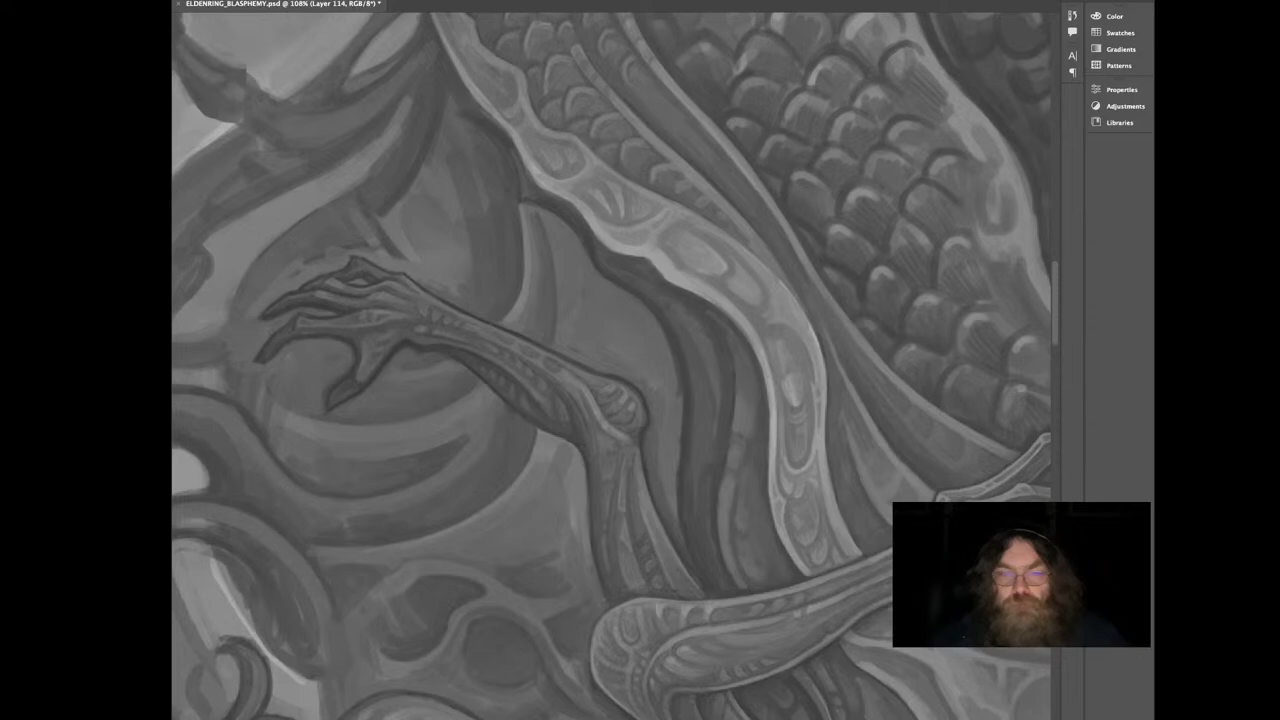 × ELDENRING_BLASPHEMY.psd @ 108% (Layer 114, RGB/8*) *
Color
Swatches
Gradients
Patterns
Properties
Adjustments
Libraries